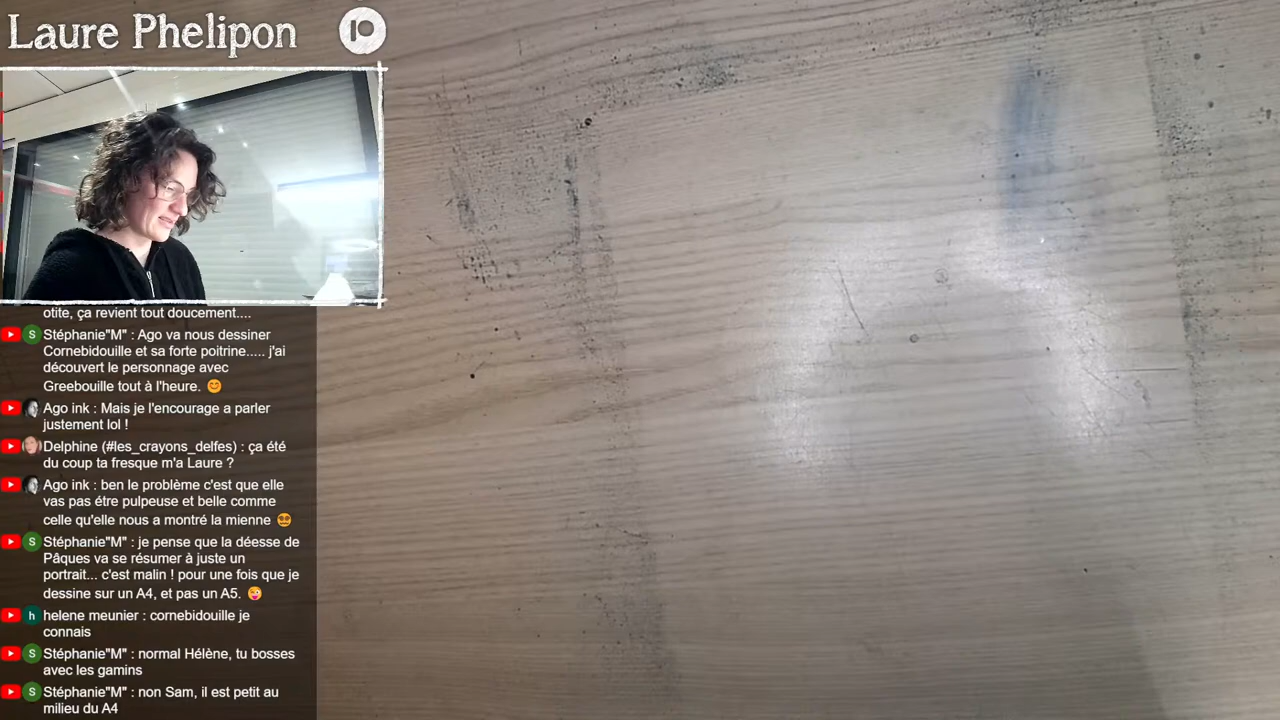 Laure Phelipon
otite, ça revient tout doucement....
S Stéphanie"M" : Ago va nous dessiner
Cornebidouille et sa forte poitrine..... j'ai
découvert le personnage avec
Greebouille tout à l'heure. 😊
Ago ink : Mais je l'encourage a parler
justement lol !
Delphine (#les_crayons_delfes) : ça été
du coup ta fresque m'a Laure ?
Ago ink : ben le problème c'est que elle
vas pas étre pulpeuse et belle comme
celle qu'elle nous a montré la mienne 😵‍💫
S Stéphanie"M" : je pense que la déesse de
Pâques va se résumer à juste un
portrait... c'est malin ! pour une fois que je
dessine sur un A4, et pas un A5. 😜
h helene meunier : cornebidouille je
connais
S Stéphanie"M" : normal Hélène, tu bosses
avec les gamins
S Stéphanie"M" : non Sam, il est petit au
milieu du A4